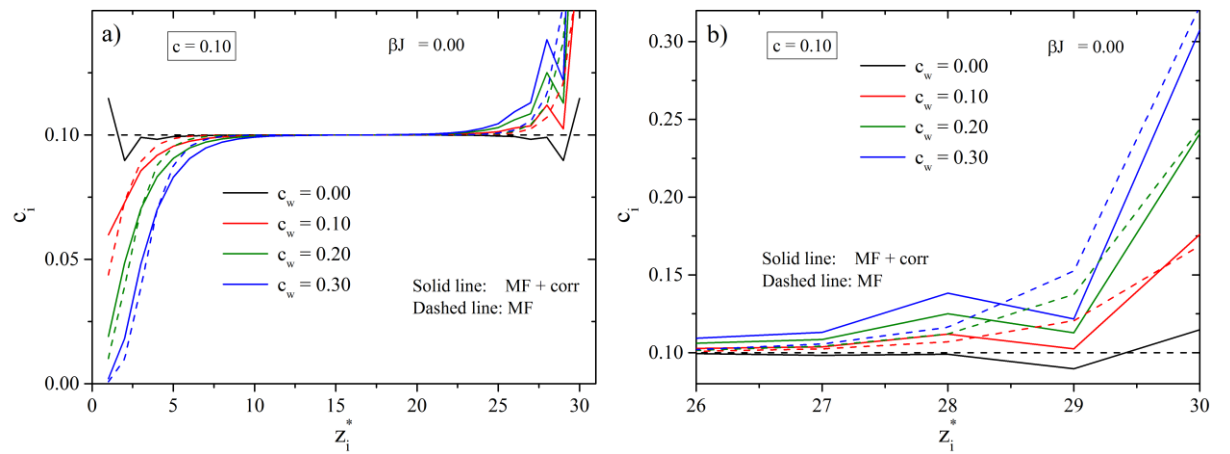 a)
c = 0.10
βJ = 0.00
c_w = 0.00
c_w = 0.10
c_w = 0.20
c_w = 0.30
Solid line: MF + corr
Dashed line: MF
0.10
0.05
0.00
c_i
0 5 10 15 20 25 30
z_i^*
b)
c = 0.10
βJ = 0.00
c_w = 0.00
c_w = 0.10
c_w = 0.20
c_w = 0.30
Solid line: MF + corr
Dashed line: MF
0.30
0.25
0.20
0.15
0.10
c_i
26 27 28 29 30
z_i^*